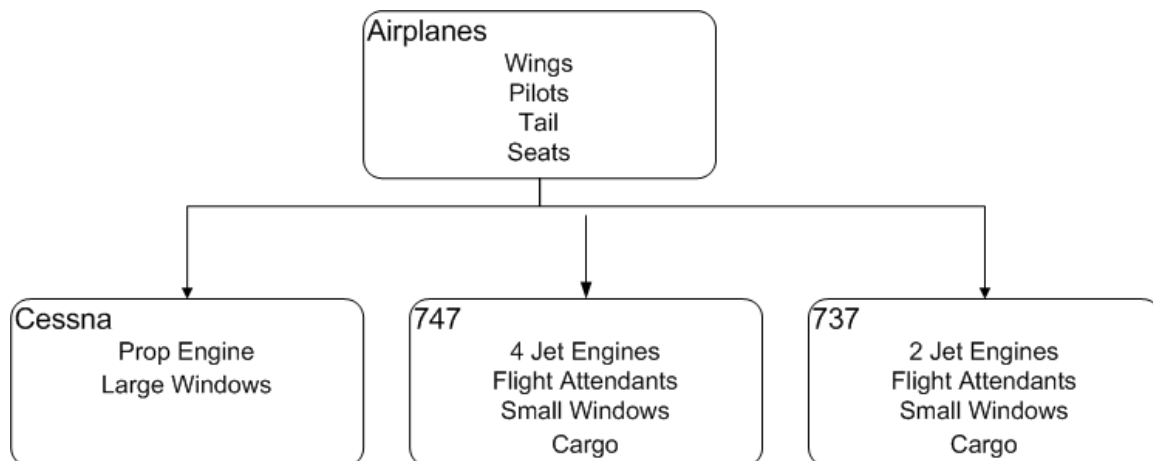 Airplanes
Wings
Pilots
Tail
Seats
Cessna
Prop Engine
Large Windows
747
4 Jet Engines
Flight Attendants
Small Windows
Cargo
737
2 Jet Engines
Flight Attendants
Small Windows
Cargo